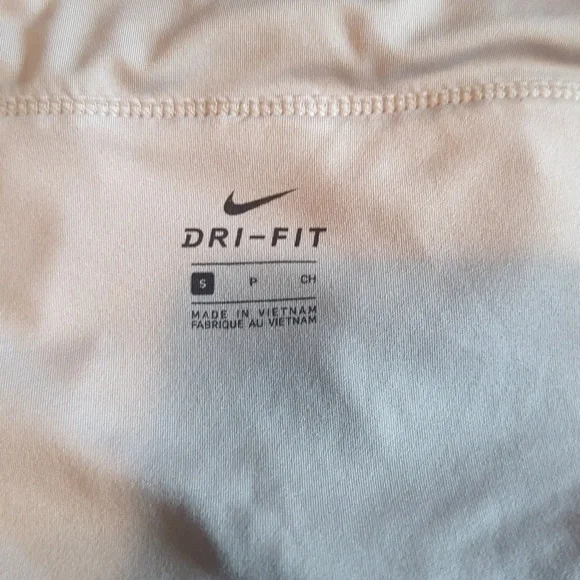 DRI-FIT
S P CH
MADE IN VIETNAM
FABRIQUE AU VIETNAM